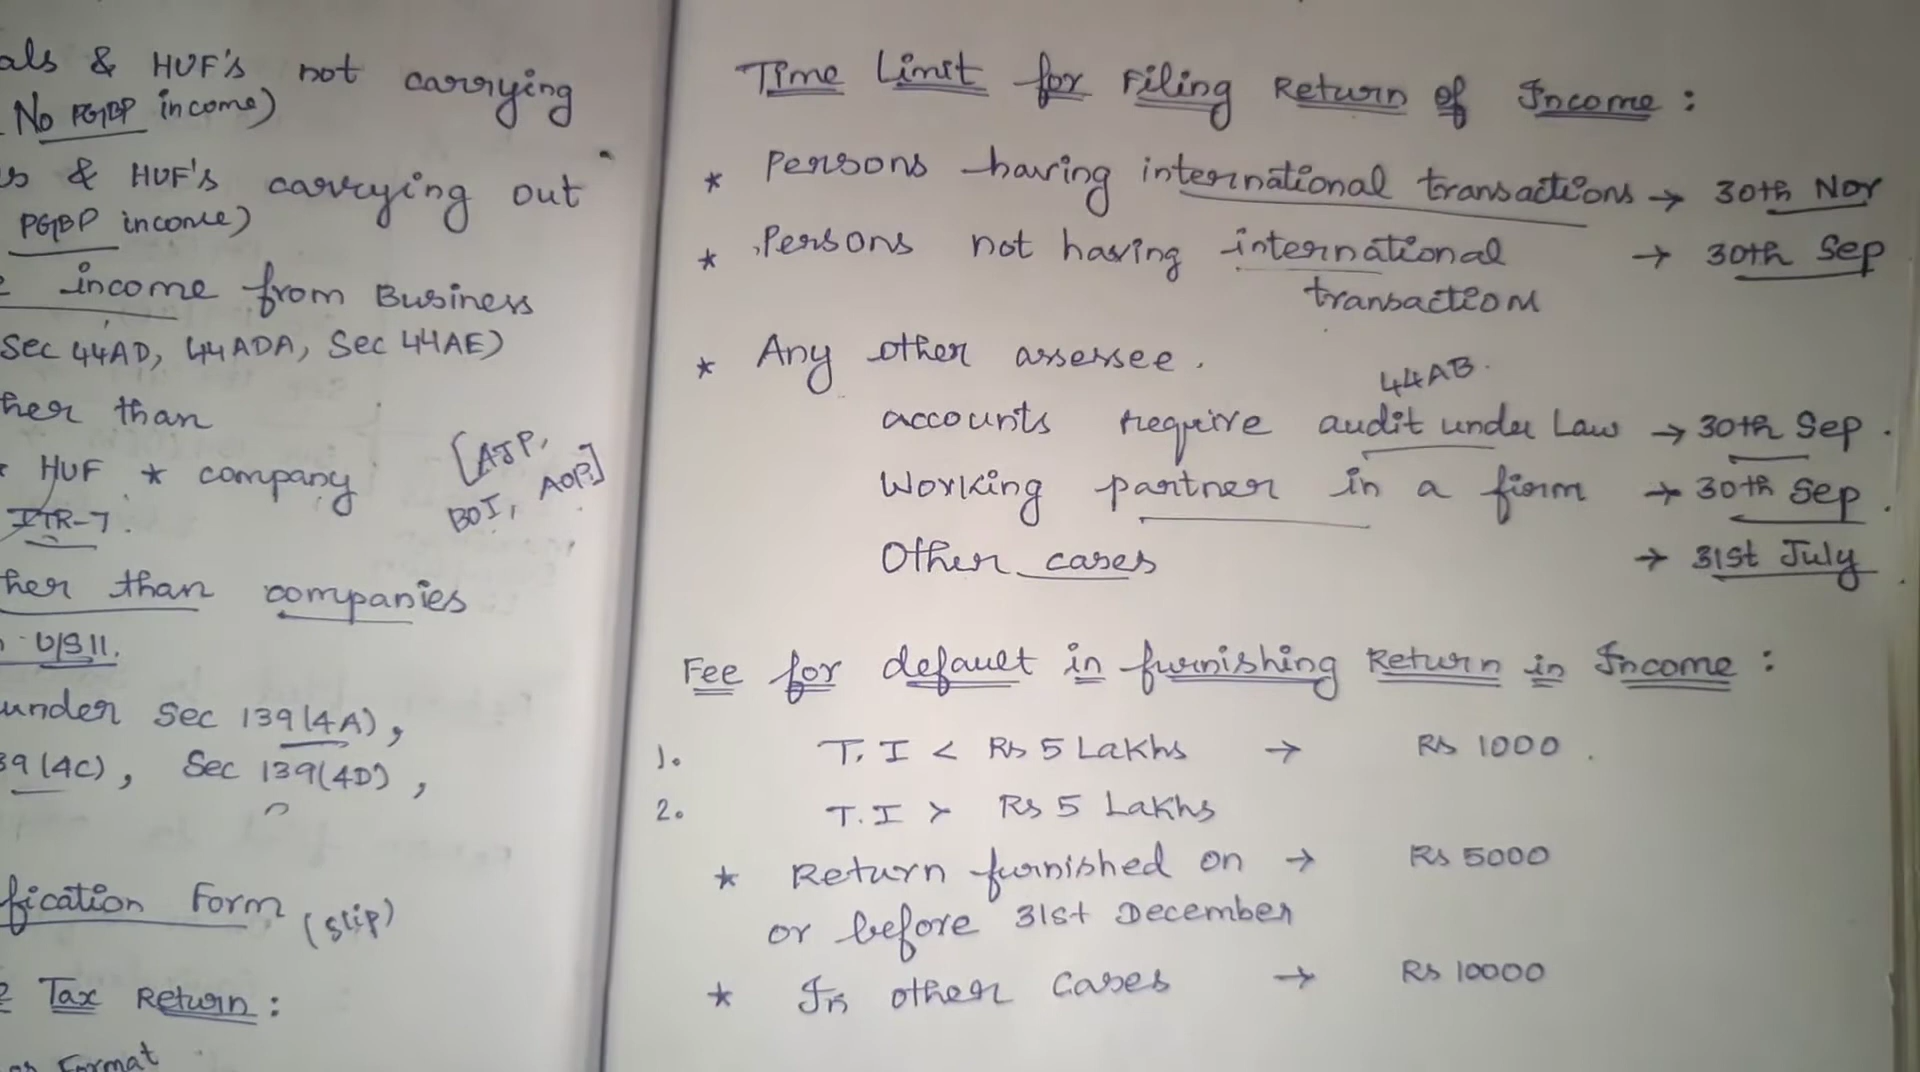 als & HUF's not carrying
No PGBP income)
s & HUF's carrying out
PGBP income)
income from Business
Sec 44AD, 44ADA, Sec 44AE)
her than
HUF * company [AJP,
BOI, AOP]
ITR-7.
her than companies
U/S 11.
under Sec 139(4A),
39(4C), Sec 139(4D),
fication Form (slip)
Tax Return:
Format
Time Limit for Filing Return of Income:
* Persons having international transactions → 30th Nov
* Persons not having international → 30th Sep
transaction
* Any other assessee.
44AB.
accounts require audit under Law → 30th Sep.
Working partner in a firm → 30th Sep.
Other cases → 31st July
Fee for default in furnishing Return in Income:
1. T.I < Rs 5 Lakhs → Rs 1000.
2. T.I > Rs 5 Lakhs
* Return furnished on → Rs 5000
or before 31st December
* In other cases → Rs 10000